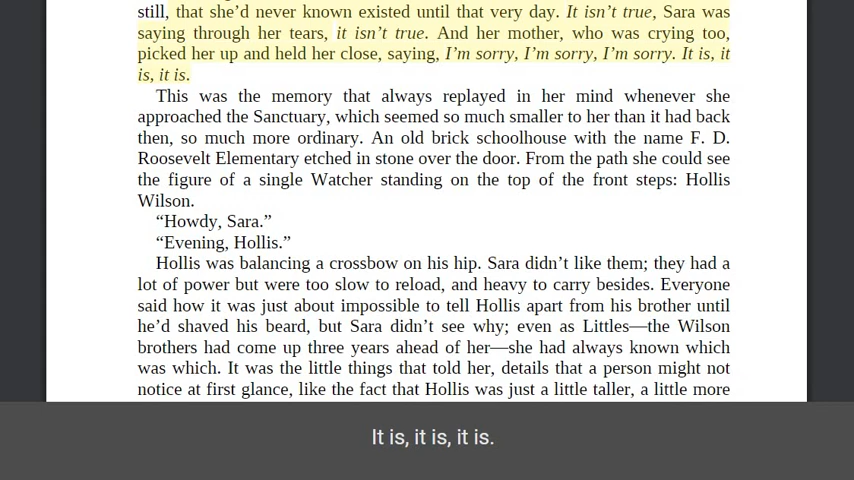 still, that she’d never known existed until that very day. It isn’t true, Sara was
saying through her tears, it isn’t true. And her mother, who was crying too,
picked her up and held her close, saying, I’m sorry, I’m sorry, I’m sorry. It is, it
is, it is.
This was the memory that always replayed in her mind whenever she
approached the Sanctuary, which seemed so much smaller to her than it had back
then, so much more ordinary. An old brick schoolhouse with the name F. D.
Roosevelt Elementary etched in stone over the door. From the path she could see
the figure of a single Watcher standing on the top of the front steps: Hollis
Wilson.
“Howdy, Sara.”
“Evening, Hollis.”
Hollis was balancing a crossbow on his hip. Sara didn’t like them; they had a
lot of power but were too slow to reload, and heavy to carry besides. Everyone
said how it was just about impossible to tell Hollis apart from his brother until
he’d shaved his beard, but Sara didn’t see why; even as Littles—the Wilson
brothers had come up three years ahead of her—she had always known which
was which. It was the little things that told her, details that a person might not
notice at first glance, like the fact that Hollis was just a little taller, a little more
It is, it is, it is.